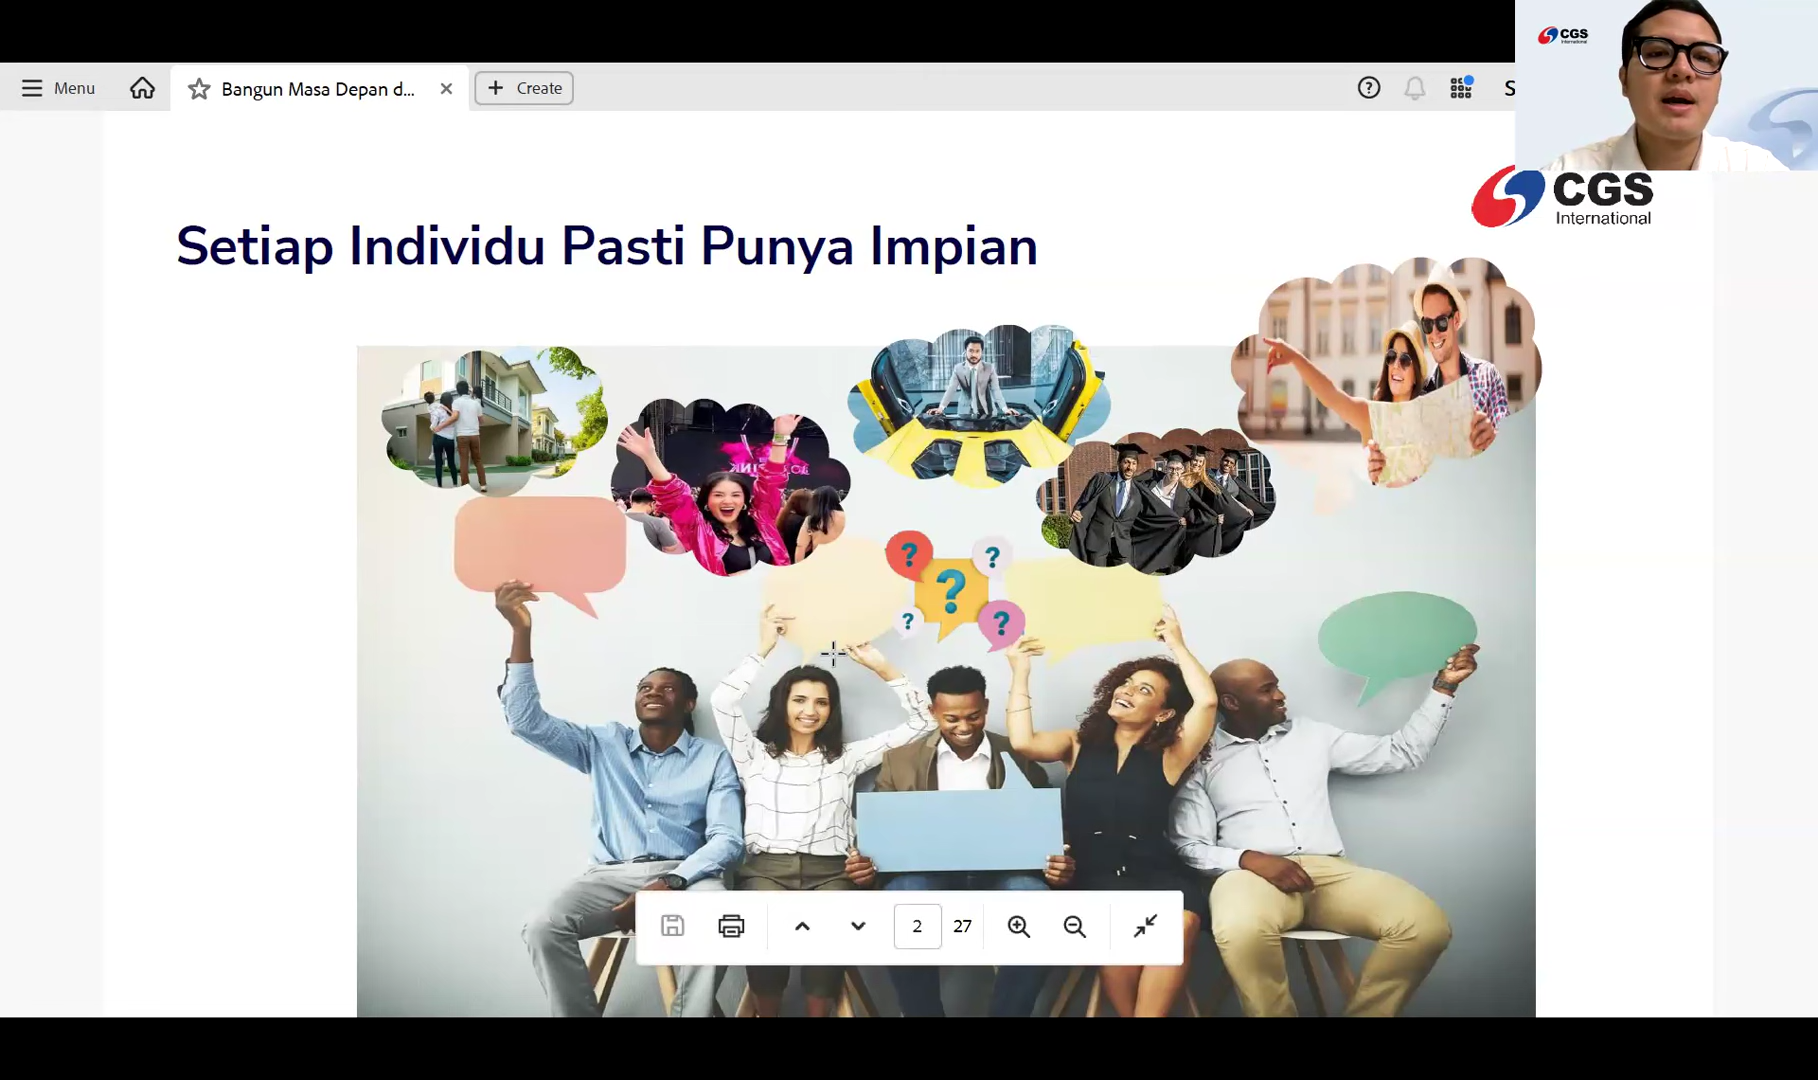 CGS
International
Menu
Bangun Masa Depan d...
Create
S
CGS
International
Setiap Individu Pasti Punya Impian
?
?
?
?
?
2
27